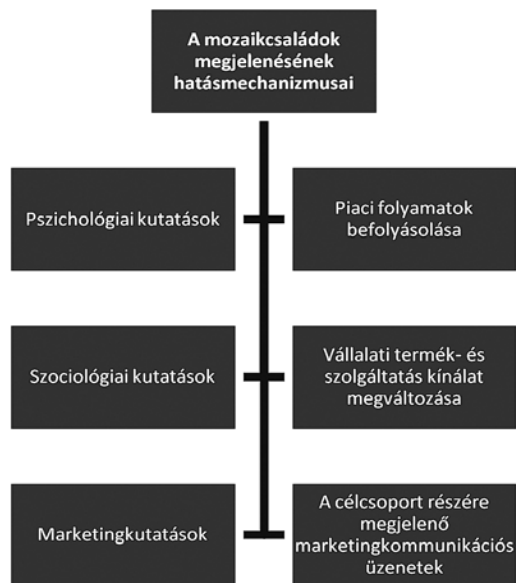 A mozaikcsaládok
megjelenésének
hatásmechanizmusai
Pszichológiai kutatások
Piaci folyamatok
befolyásolása
Szociológiai kutatások
Vállalati termék- és
szolgáltatás kínálat
megváltozása
Marketingkutatások
A célcsoport részére
megjelenő
marketingkommunikációs
üzenetek